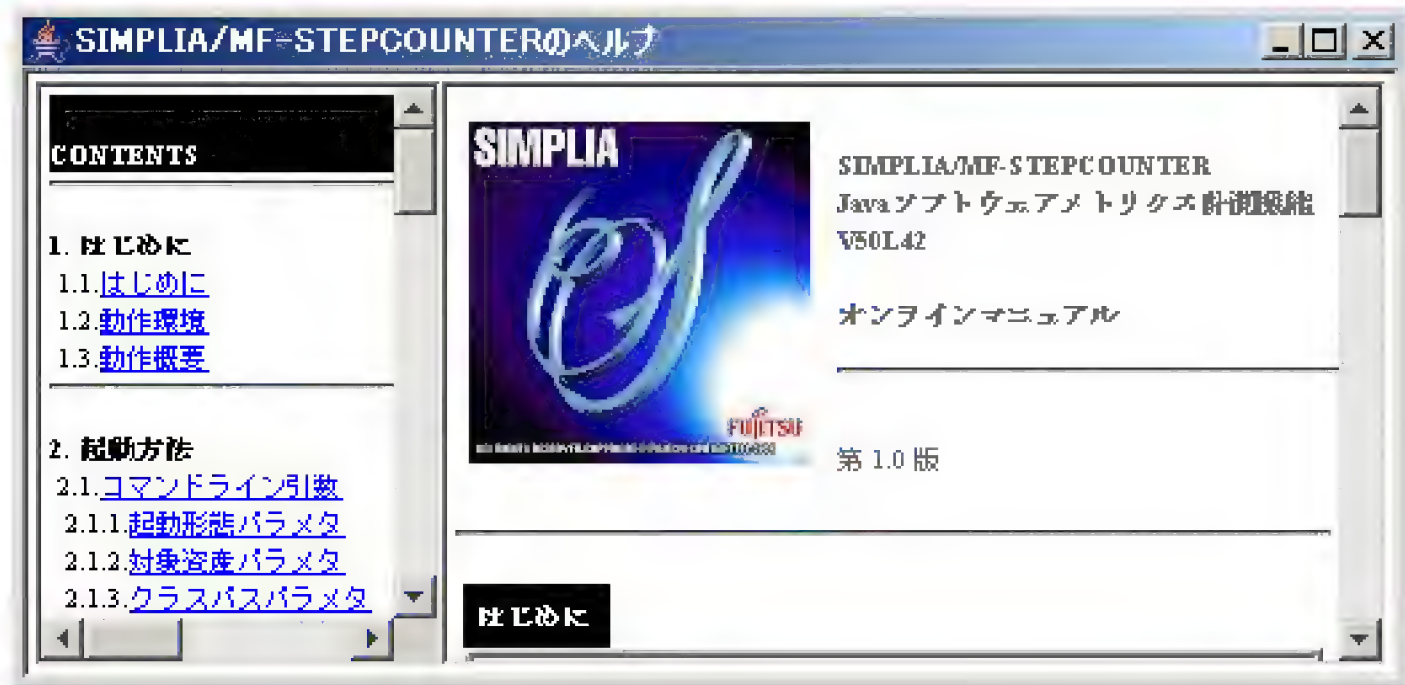 SIMPLIA/MF-STEPCOUNTERのヘルプ
CONTENTS
1. はじめに
1.1.はじめに
1.2.動作環境
1.3.動作概要
2. 起動方法
2.1.コマンドライン引数
2.1.1.起動形態パラメタ
2.1.2.対象資産パラメタ
2.1.3.クラスパスパラメタ
SIMPLIA
FUJITSU
SIMPLIA/MF-STEPCOUNTER
Javaソフトウェアメトリクス計測機能
V50L42
オンラインマニュアル
第 1.0 版
はじめに